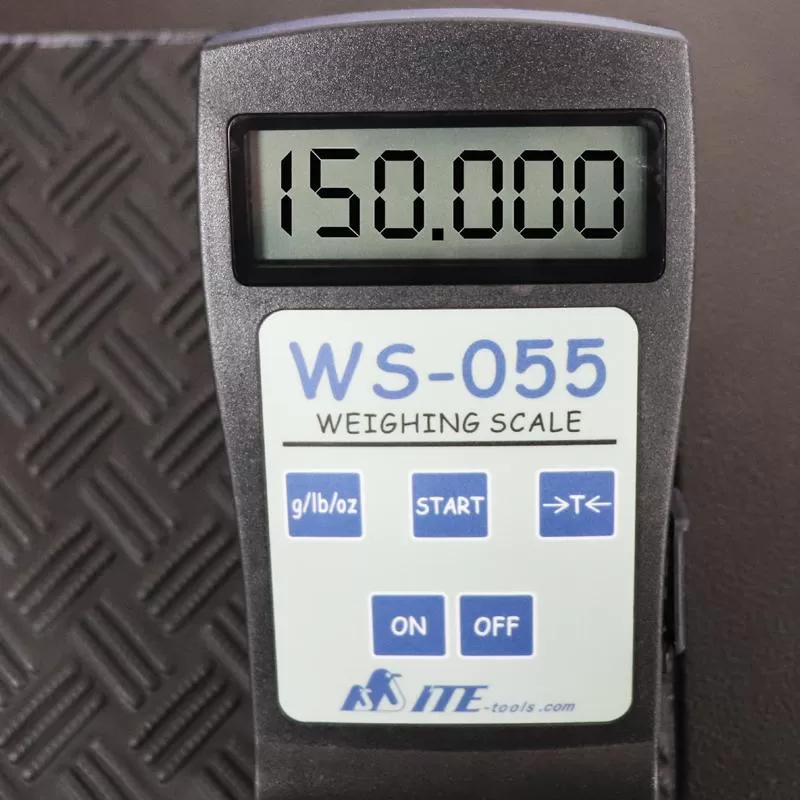 150.000
WS-055
WEIGHING SCALE
g/lb/oz START →T←
ON OFF
ITE-tools.com